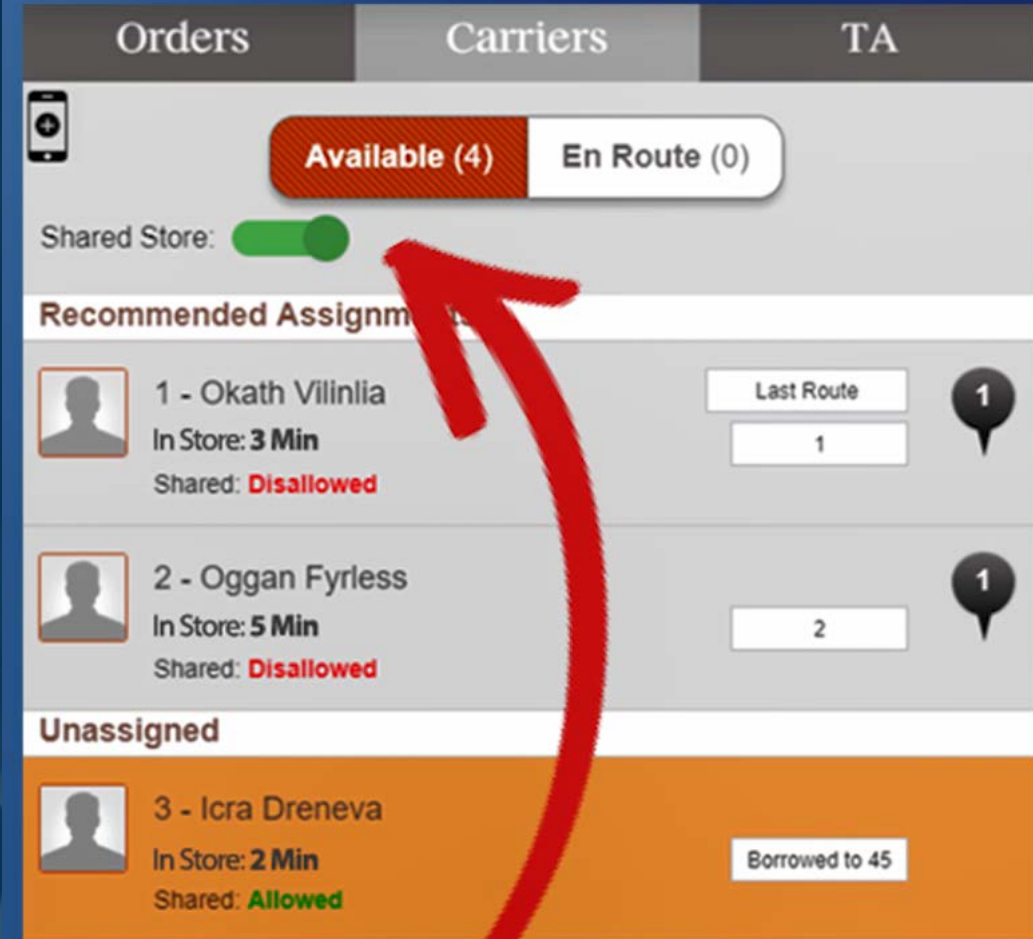 Orders Carriers TA
Available (4) En Route (0)
Shared Store:
Recommended Assignments
1 - Okath Vilinlia
Last Route
In Store: 3 Min
1
1
Shared: Disallowed
2 - Oggan Fyrless
1
In Store: 5 Min
2
Shared: Disallowed
Unassigned
3 - Icra Dreneva
In Store: 2 Min
Borrowed to 45
Shared: Allowed